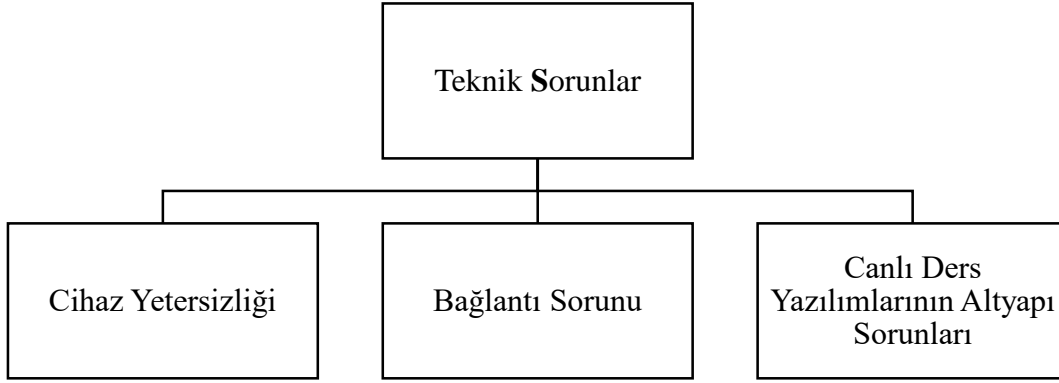 Teknik Sorunlar
Cihaz Yetersizliği
Bağlantı Sorunu
Canlı Ders
Yazılımlarının Altyapı
Sorunları